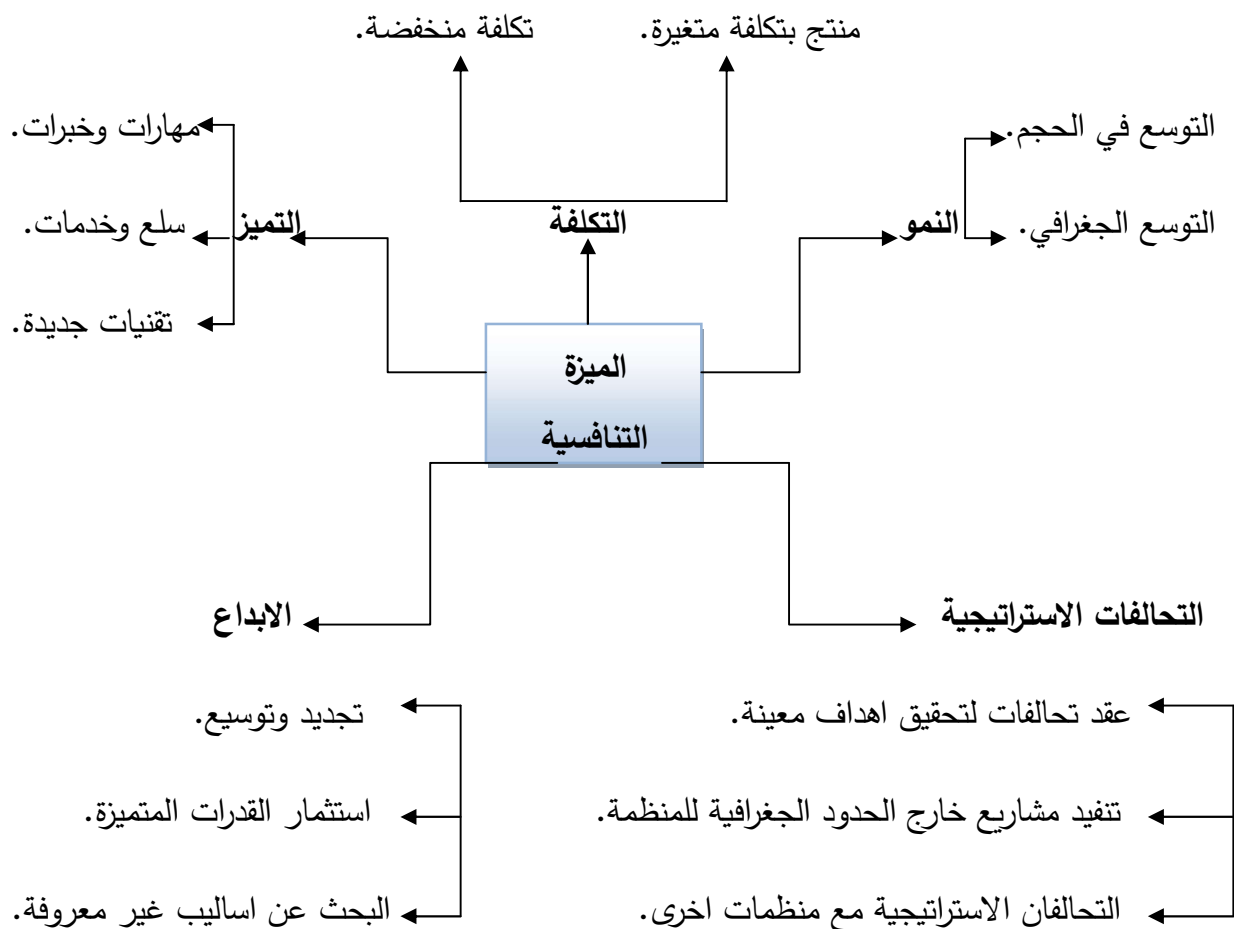 منتج بتكلفة متغيرة.
تكلفة منخفضة.
التوسع في الحجم.
مهارات وخبرات.
التوسع الجغرافي.
النمو
التكلفة
التميز
سلع وخدمات.
تقنيات جديدة.
الميزة
التنافسية
التحالفات الاستراتيجية
الابداع
عقد تحالفات لتحقيق اهداف معينة.
تجديد وتوسيع.
تنفيد مشاريع خارج الحدود الجغرافية للمنظمة.
استثمار القدرات المتميزة.
التحالفان الاستراتيجية مع منظمات اخرى.
البحث عن اساليب غير معروفة.